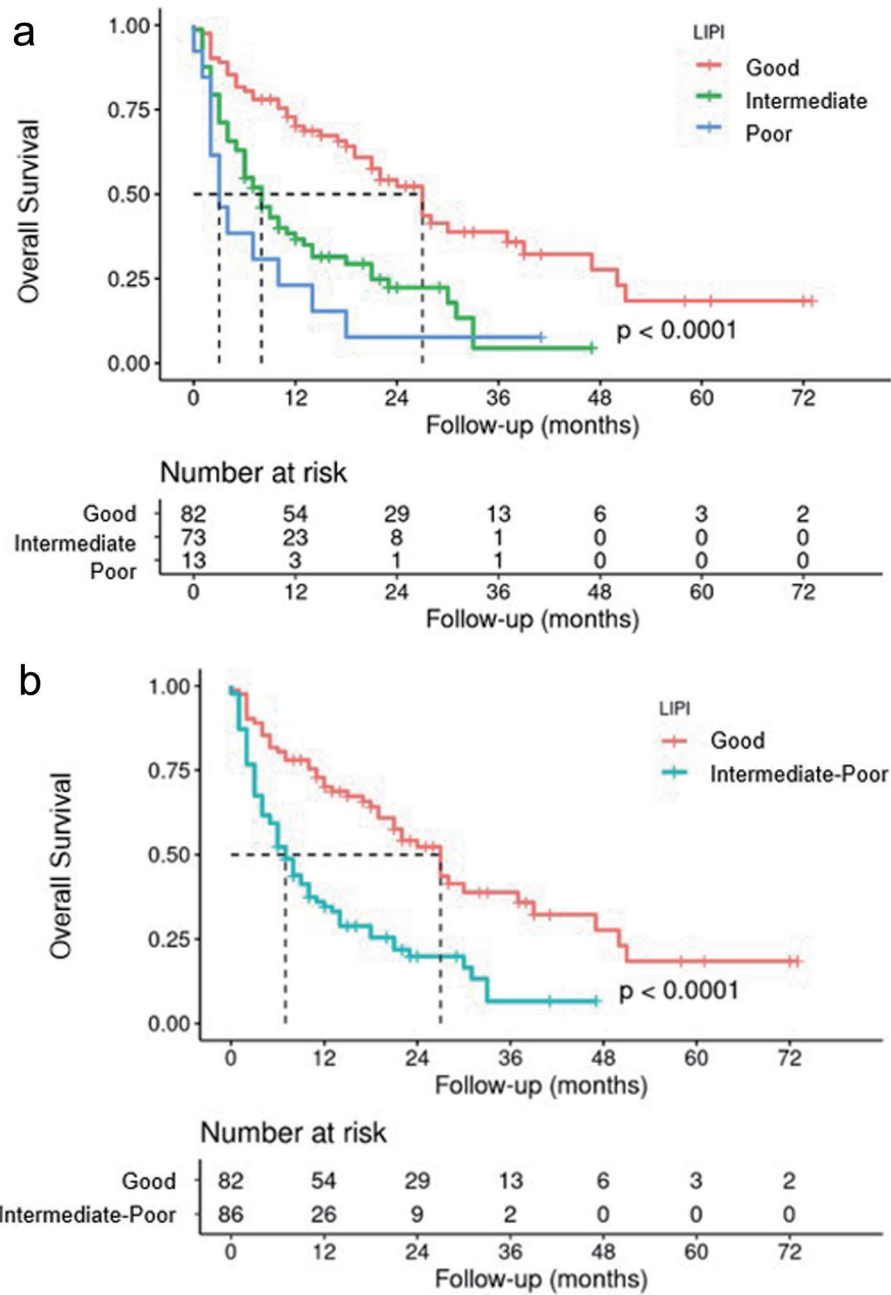 a
LIPI
Good
Intermediate
Poor
Overall Survival
1.00
0.75
0.50
0.25
0.00
p < 0.0001
0 12 24 36 48 60 72
Follow-up (months)
Number at risk
Good 82 54 29 13 6 3 2
Intermediate 73 23 8 1 0 0 0
Poor 13 3 1 1 0 0 0
0 12 24 36 48 60 72
Follow-up (months)
b
LIPI
Good
Intermediate-Poor
Overall Survival
1.00
0.75
0.50
0.25
0.00
p < 0.0001
0 12 24 36 48 60 72
Follow-up (months)
Number at risk
Good 82 54 29 13 6 3 2
Intermediate-Poor 86 26 9 2 0 0 0
0 12 24 36 48 60 72
Follow-up (months)